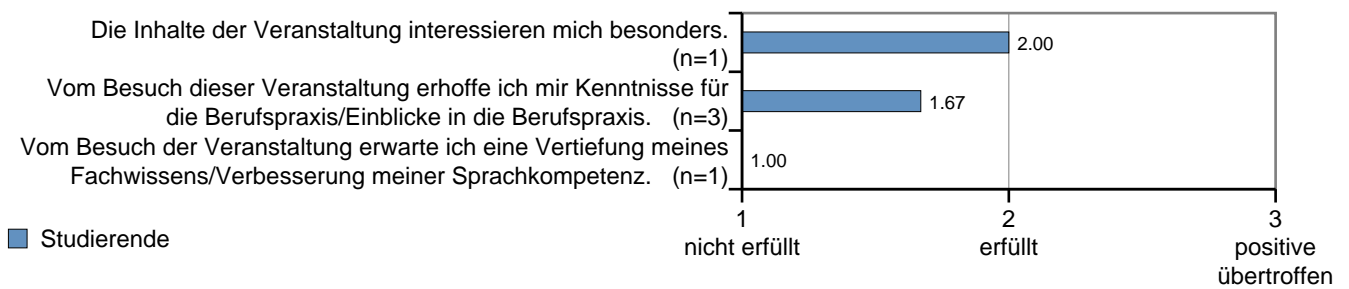 Die Inhalte der Veranstaltung interessieren mich besonders.
(n=1)
2.00
Vom Besuch dieser Veranstaltung erhoffe ich mir Kenntnisse für
die Berufspraxis/Einblicke in die Berufspraxis. (n=3)
1.67
Vom Besuch der Veranstaltung erwarte ich eine Vertiefung meines
Fachwissens/Verbesserung meiner Sprachkompetenz. (n=1)
1.00
1 2 3
nicht erfüllt erfüllt positive
übertroffen
Studierende